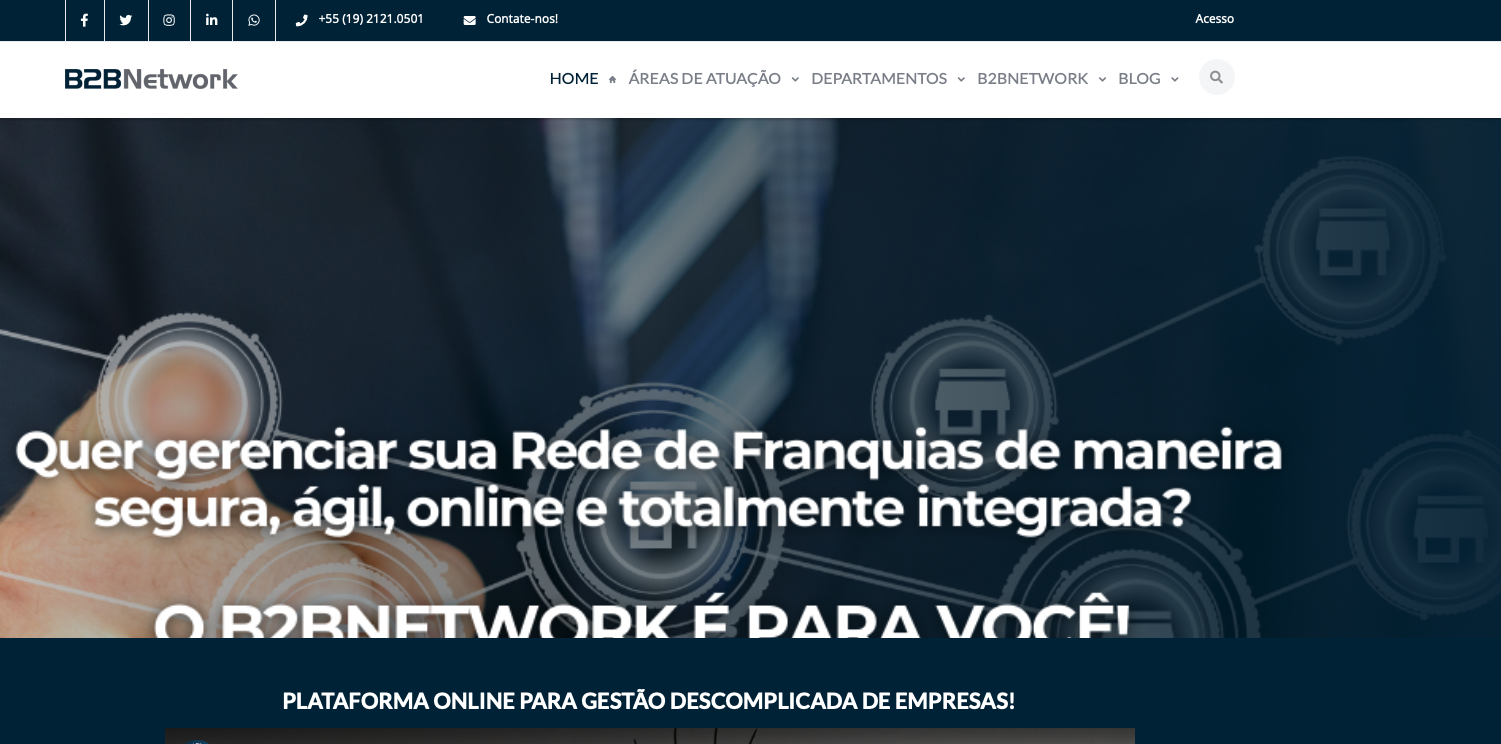 +55 (19) 2121.0501 Contate-nos! Acesso
B2BNetwork HOME ÁREAS DE ATUAÇÃO DEPARTAMENTOS B2BNETWORK BLOG
Quer gerenciar sua Rede de Franquias de maneira
segura, ágil, online e totalmente integrada?
O B2BNETWORK É PARA VOCÊ!
PLATAFORMA ONLINE PARA GESTÃO DESCOMPLICADA DE EMPRESAS!